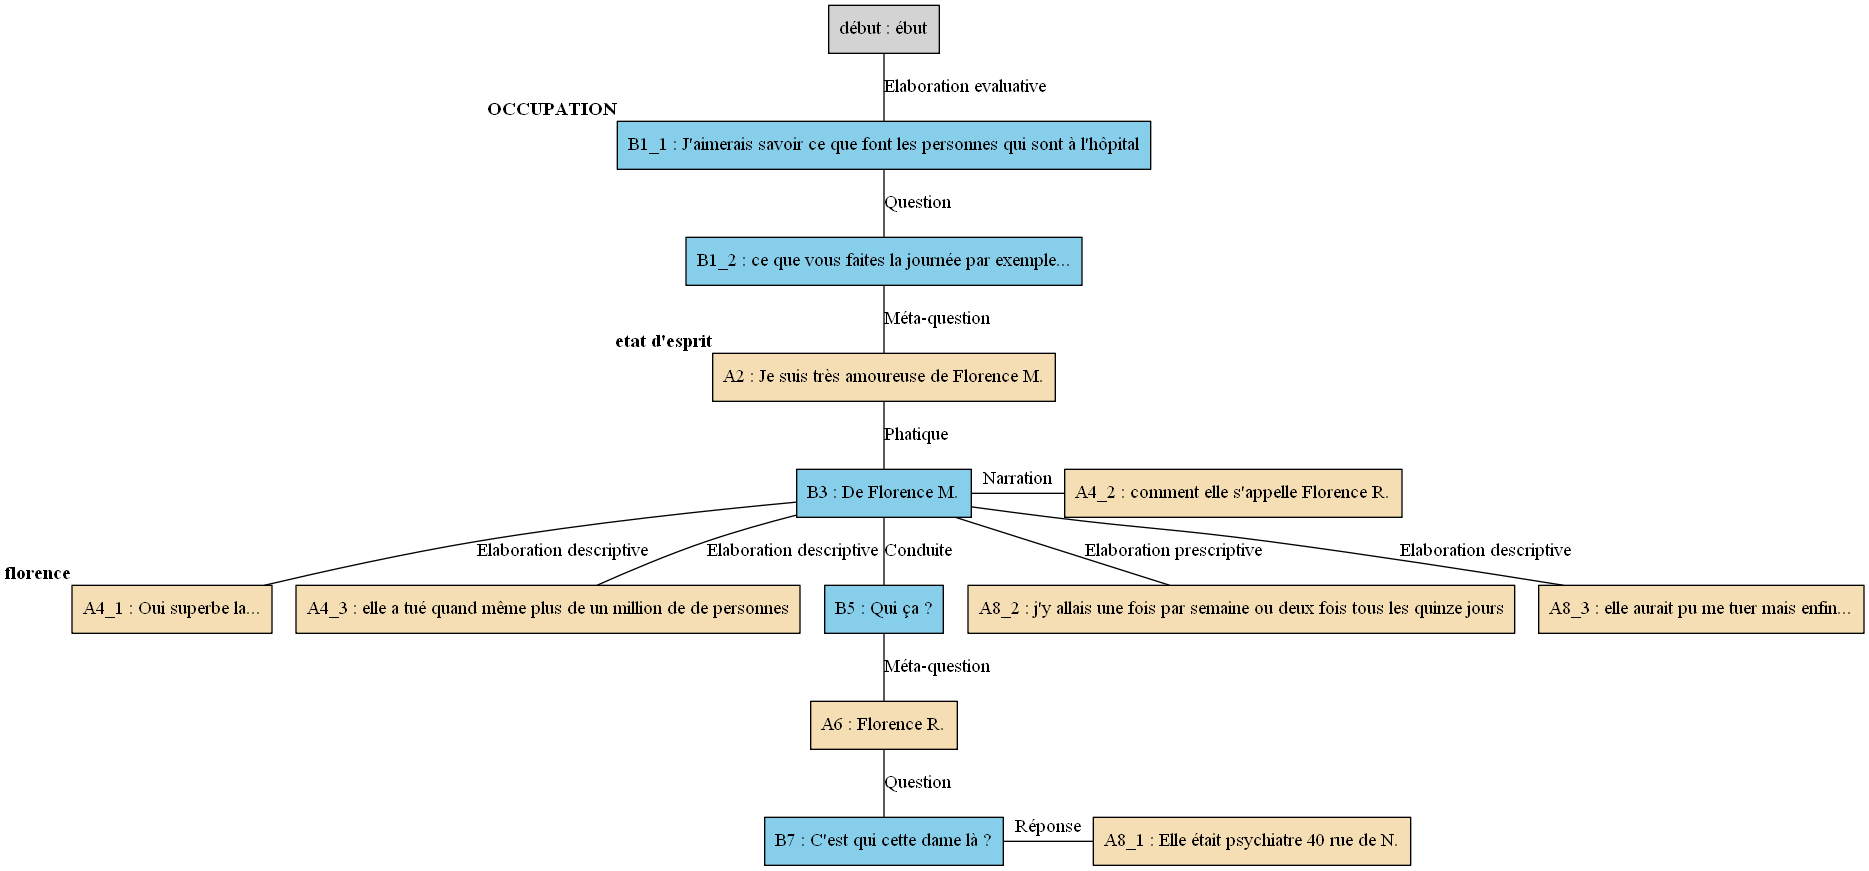 début : ébut
Elaboration evaluative
OCCUPATION
B1_1 : J'aimerais savoir ce que font les personnes qui sont à l'hôpital
Question
B1_2 : ce que vous faites la journée par exemple...
Méta-question
etat d'esprit
A2 : Je suis très amoureuse de Florence M.
Phatique
B3 : De Florence M.
Narration
A4_2 : comment elle s'appelle Florence R.
Elaboration descriptive
Elaboration descriptive
Conduite
Elaboration prescriptive
Elaboration descriptive
florence
A4_1 : Oui superbe la...
A4_3 : elle a tué quand même plus de un million de de personnes
B5 : Qui ça ?
A8_2 : j'y allais une fois par semaine ou deux fois tous les quinze jours
A8_3 : elle aurait pu me tuer mais enfin...
Méta-question
A6 : Florence R.
Question
B7 : C'est qui cette dame là ?
Réponse
A8_1 : Elle était psychiatre 40 rue de N.